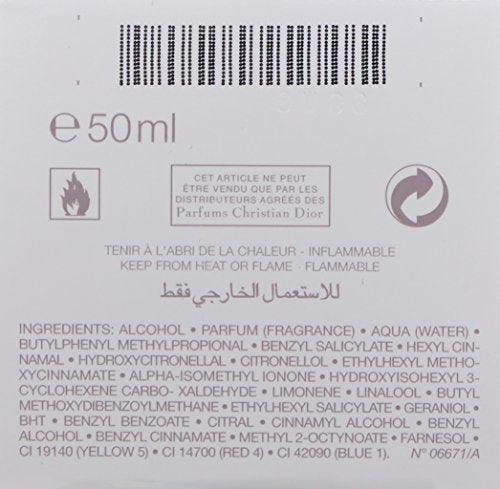 ℮ 50 ml
CET ARTICLE NE PEUT
ÊTRE VENDU QUE PAR LES
DISTRIBUTEURS AGRÉÉS DES
Parfums Christian Dior
TENIR À L'ABRI DE LA CHALEUR - INFLAMMABLE
KEEP FROM HEAT OR FLAME - FLAMMABLE
للاستعمال الخارجي فقط
INGREDIENTS: ALCOHOL • PARFUM (FRAGRANCE) • AQUA (WATER) •
BUTYLPHENYL METHYLPROPIONAL • BENZYL SALICYLATE • HEXYL CIN-
NAMAL • HYDROXYCITRONELLAL • CITRONELLOL • ETHYLHEXYL METHO-
XYCINNAMATE • ALPHA-ISOMETHYL IONONE • HYDROXYISOHEXYL 3-
CYCLOHEXENE CARBO- XALDEHYDE • LIMONENE • LINALOOL • BUTYL
METHOXYDIBENZOYLMETHANE • ETHYLHEXYL SALICYLATE • GERANIOL •
BHT • BENZYL BENZOATE • CITRAL • CINNAMYL ALCOHOL • BENZYL
ALCOHOL • BENZYL CINNAMATE • METHYL 2-OCTYNOATE • FARNESOL •
CI 19140 (YELLOW 5) • CI 14700 (RED 4) • CI 42090 (BLUE 1). N° 06671/A